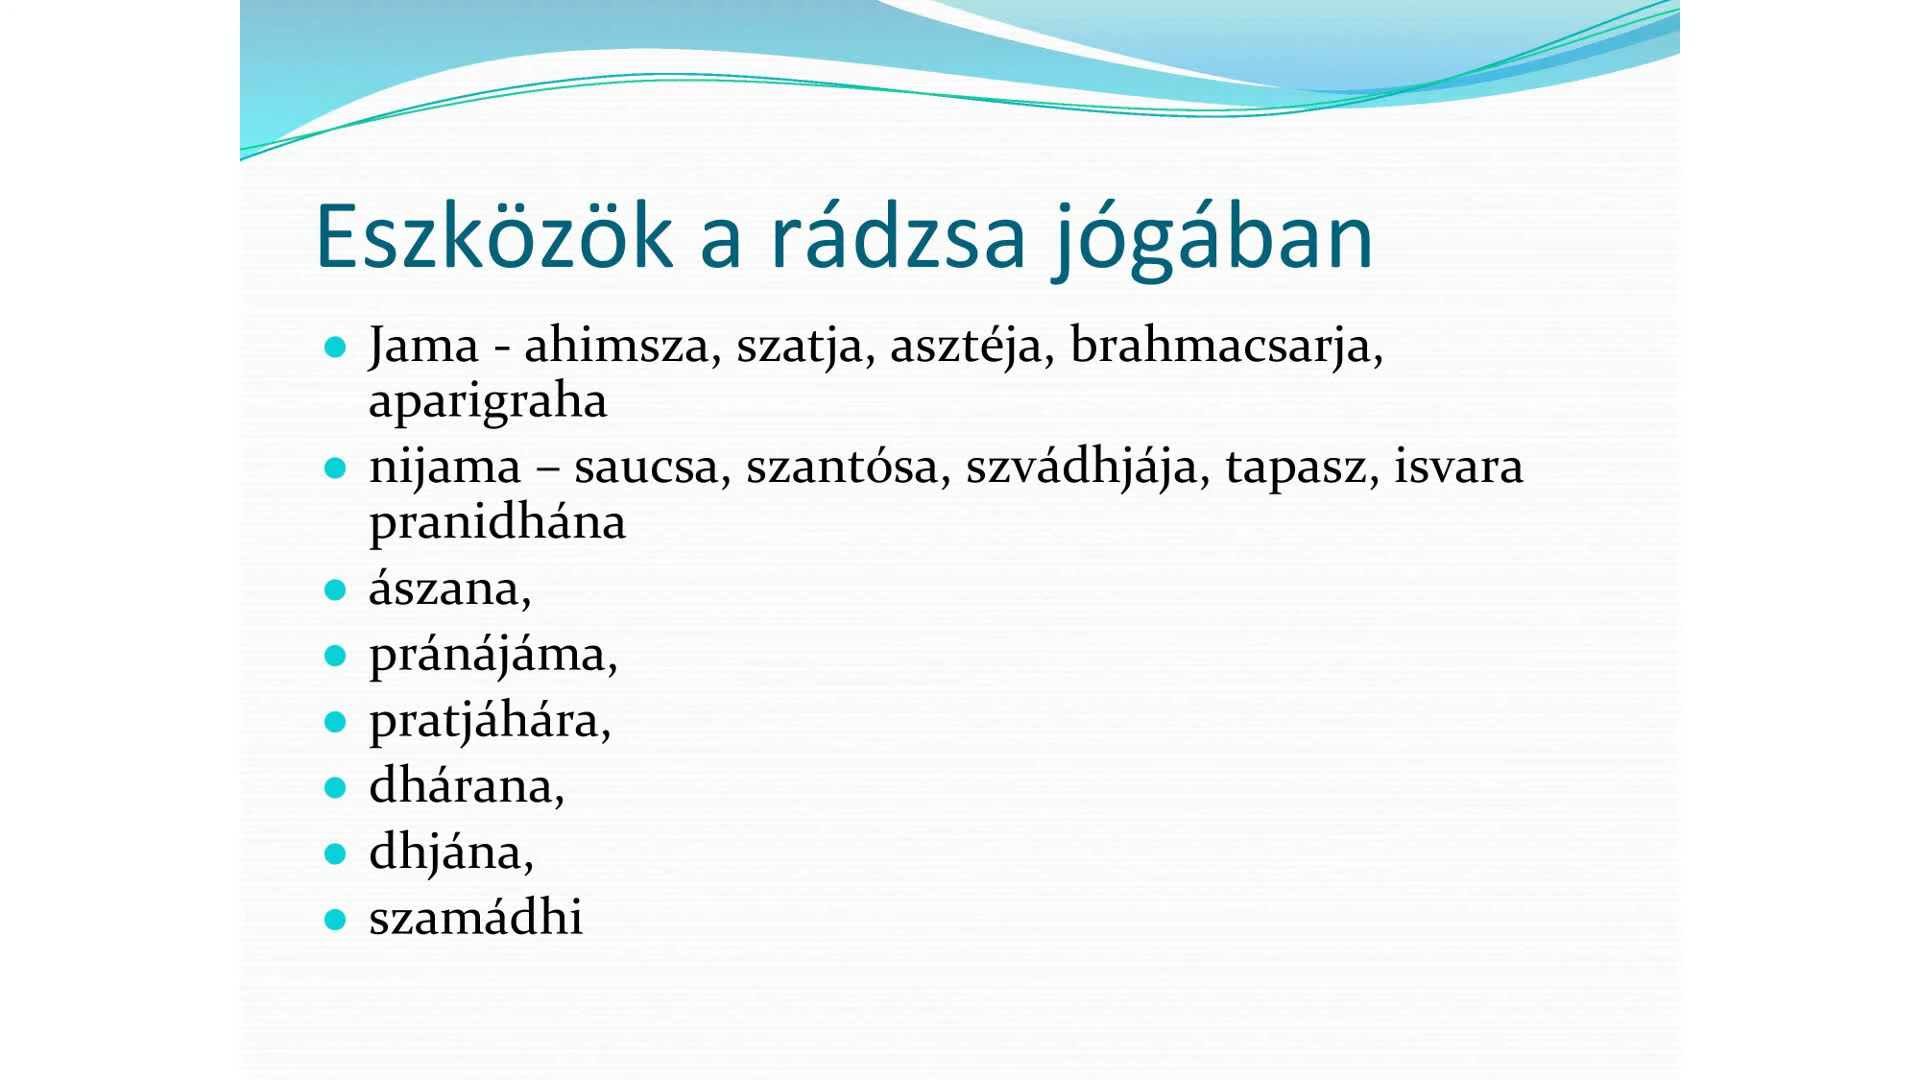 Eszközök a rádzsa jógában
Jama - ahimsza, szatja, asztéja, brahmacsarja,
aparigraha
nijama – saucsa, szantósa, szvádhjája, tapasz, isvara
pranidhána
ászana,
pránájáma,
pratjáhára,
dhárana,
dhjána,
szamádhi